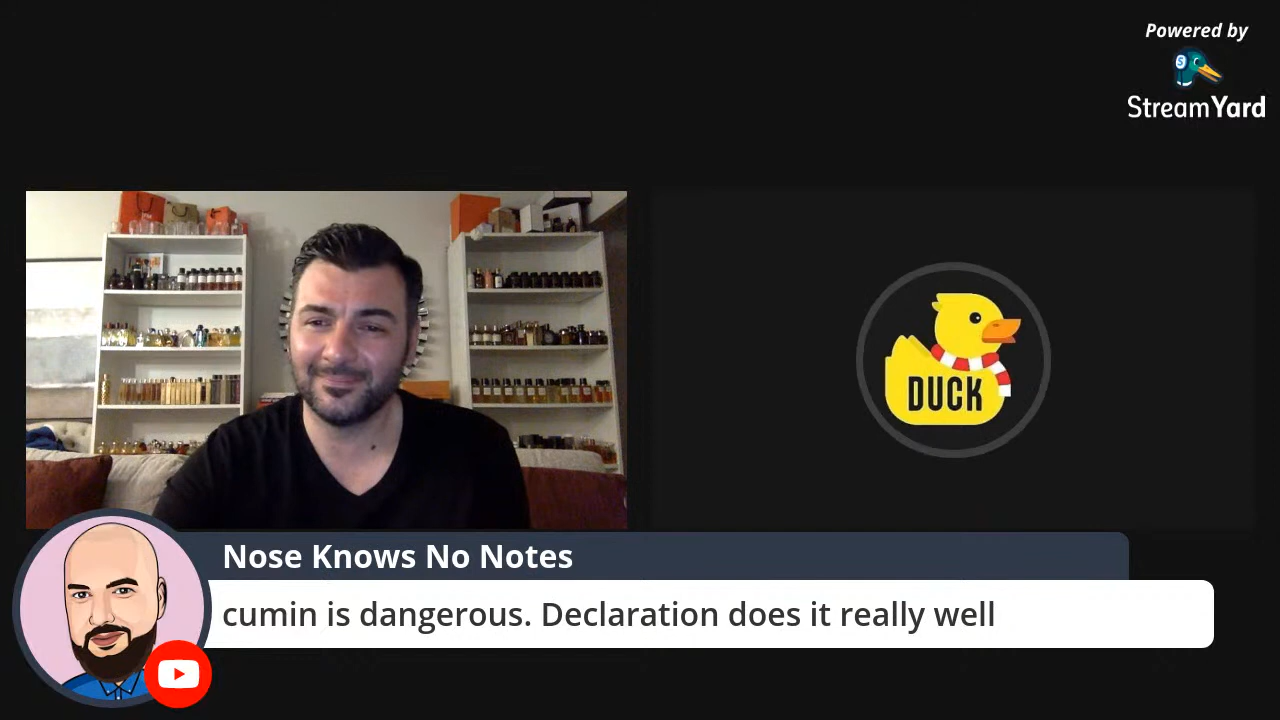 Powered by
StreamYard
DUCK
Nose Knows No Notes
cumin is dangerous. Declaration does it really well